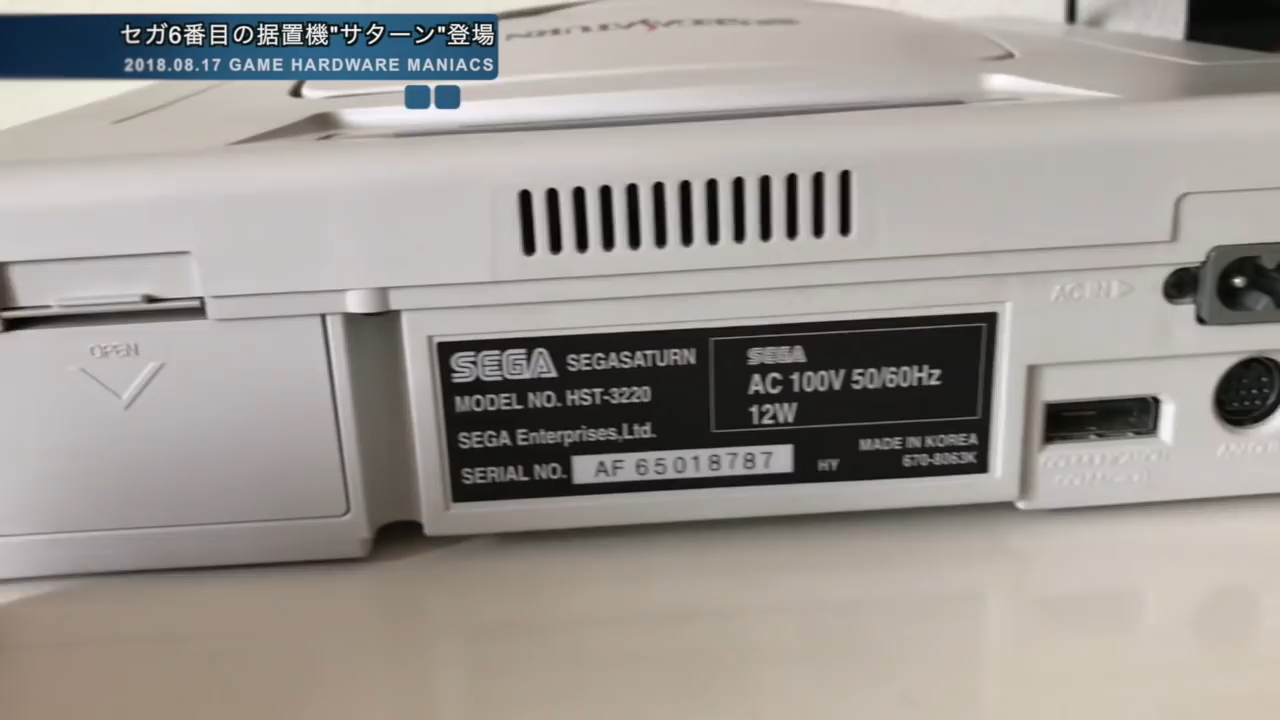 セガ6番目の据置機"サターン"登場
2018.08.17 GAME HARDWARE MANIACS
AC IN
OPEN
SEGA SEGASATURN
MODEL NO. HST-3220
SEGA Enterprises,Ltd.
SERIAL NO. AF 65018787 HY
SEGA
AC 100V 50/60Hz
12W
MADE IN KOREA
670-8063K